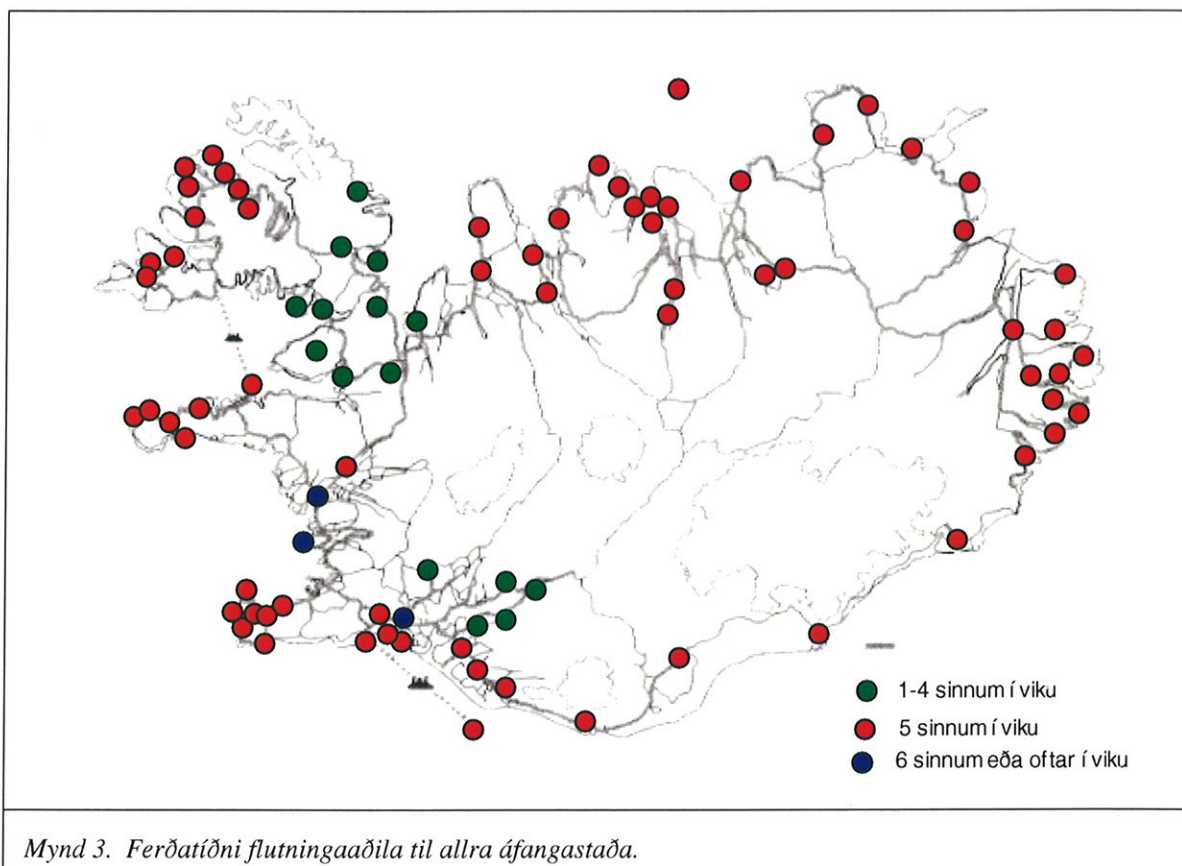 1-4 sinnum í viku
5 sinnum í viku
6 sinnum eða oftar í viku
Mynd 3. Ferðatíðni flutningaaðila til allra áfangastaða.